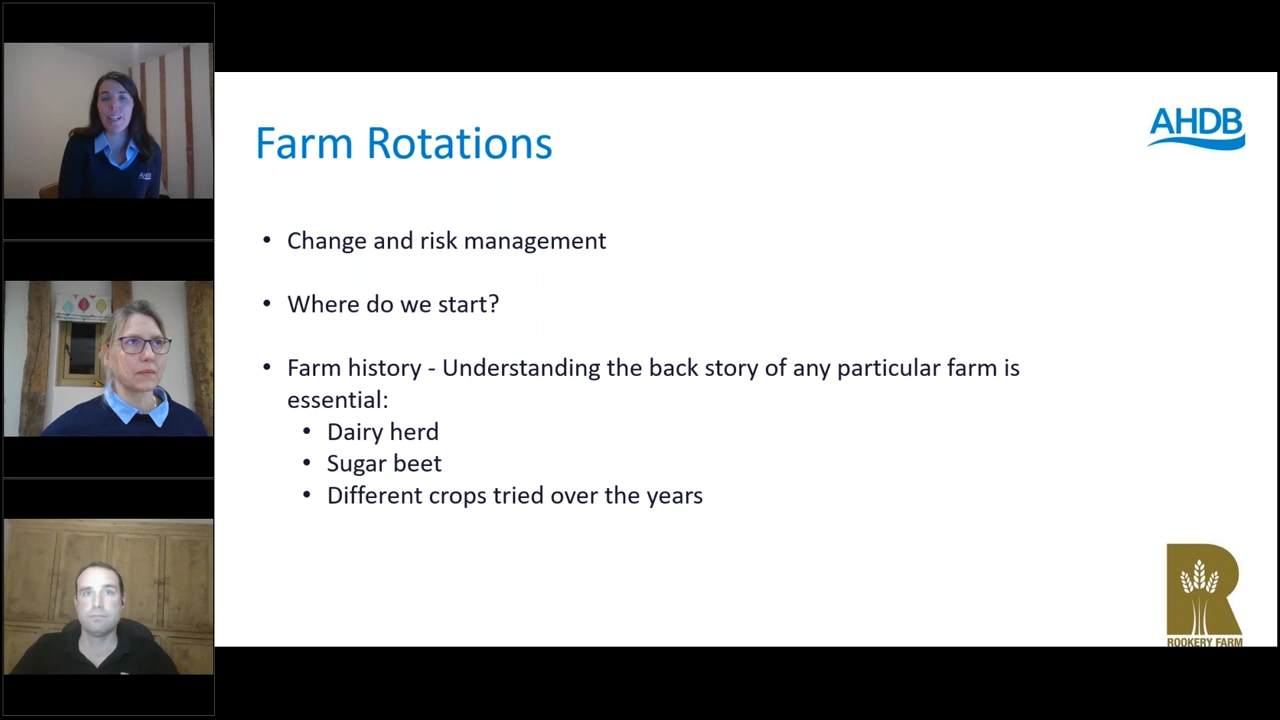 Farm Rotations
AHDB
• Change and risk management
• Where do we start?
• Farm history - Understanding the back story of any particular farm is
essential:
• Dairy herd
• Sugar beet
• Different crops tried over the years
R
ROOKERY FARM
AHDB